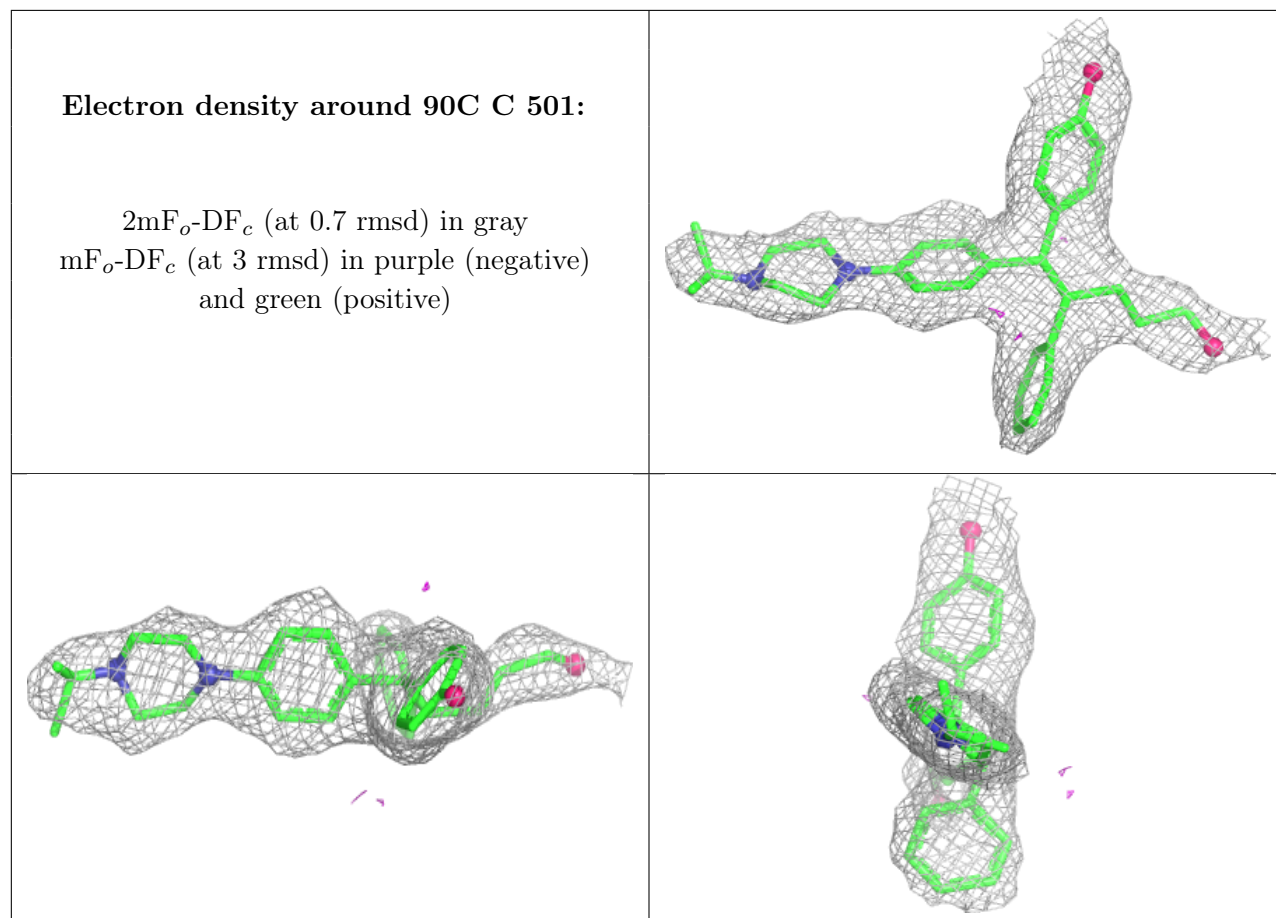 Electron density around 90C C 501:
2mFo-DFc (at 0.7 rmsd) in gray
mFo-DFc (at 3 rmsd) in purple (negative)
and green (positive)